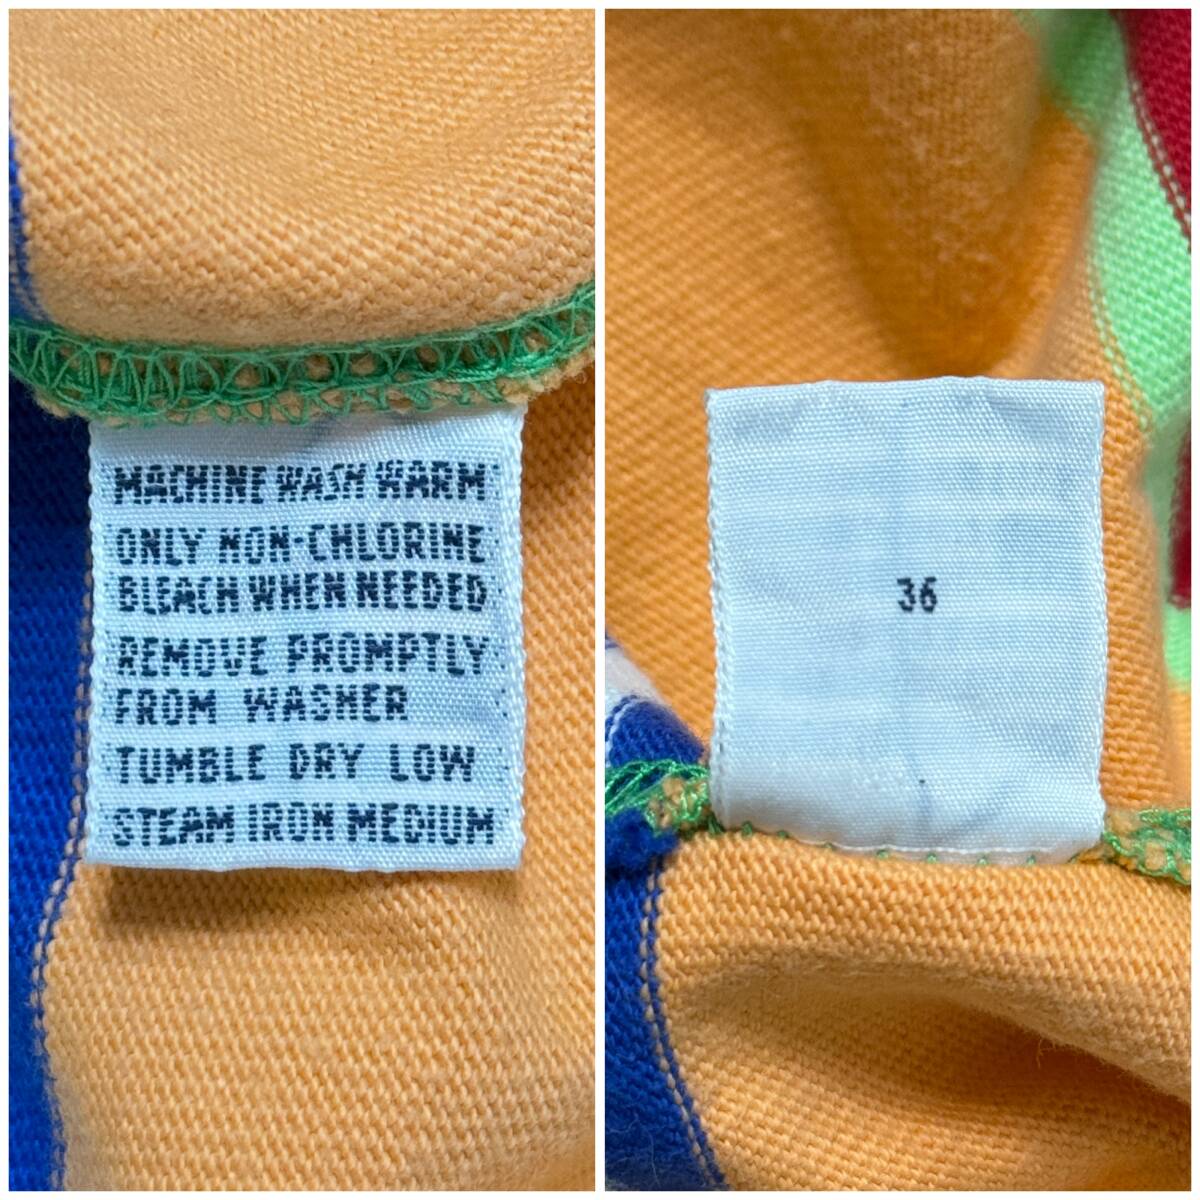 MACHINE WASH WARM
ONLY NON-CHLORINE
BLEACH WHEN NEEDED
REMOVE PROMPTLY
FROM WASHER
TUMBLE DRY LOW
STEAM IRON MEDIUM
36